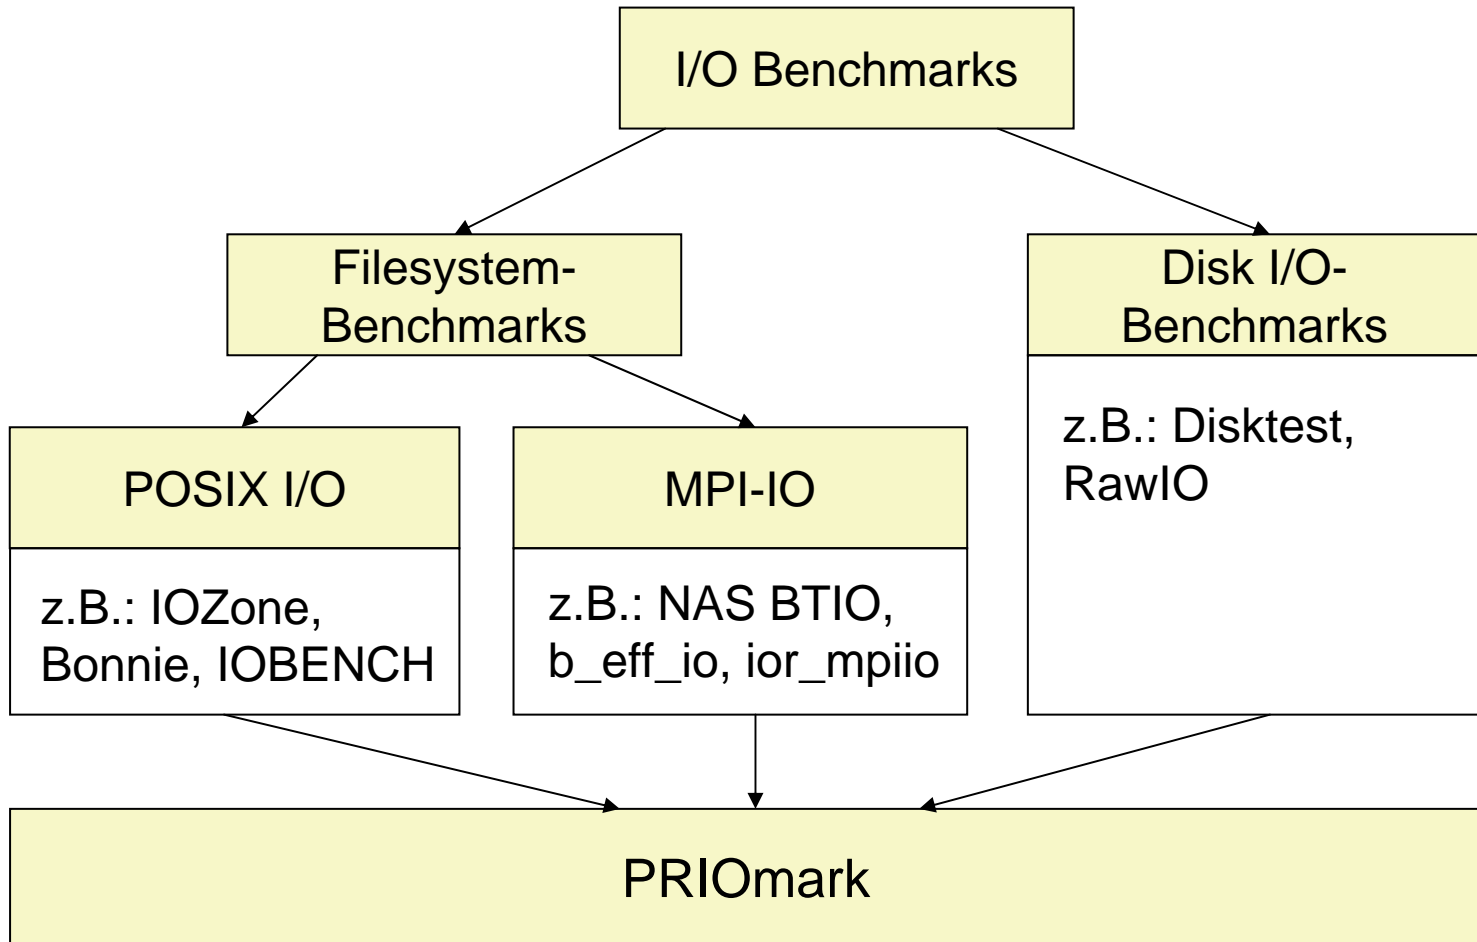 I/O Benchmarks
Filesystem-
Benchmarks
Disk I/O-
Benchmarks
POSIX I/O
z.B.: IOZone,
Bonnie, IOBENCH
MPI-IO
z.B.: NAS BTIO,
b_eff_io, ior_mpiio
z.B.: Disktest,
RawIO
PRIOmark